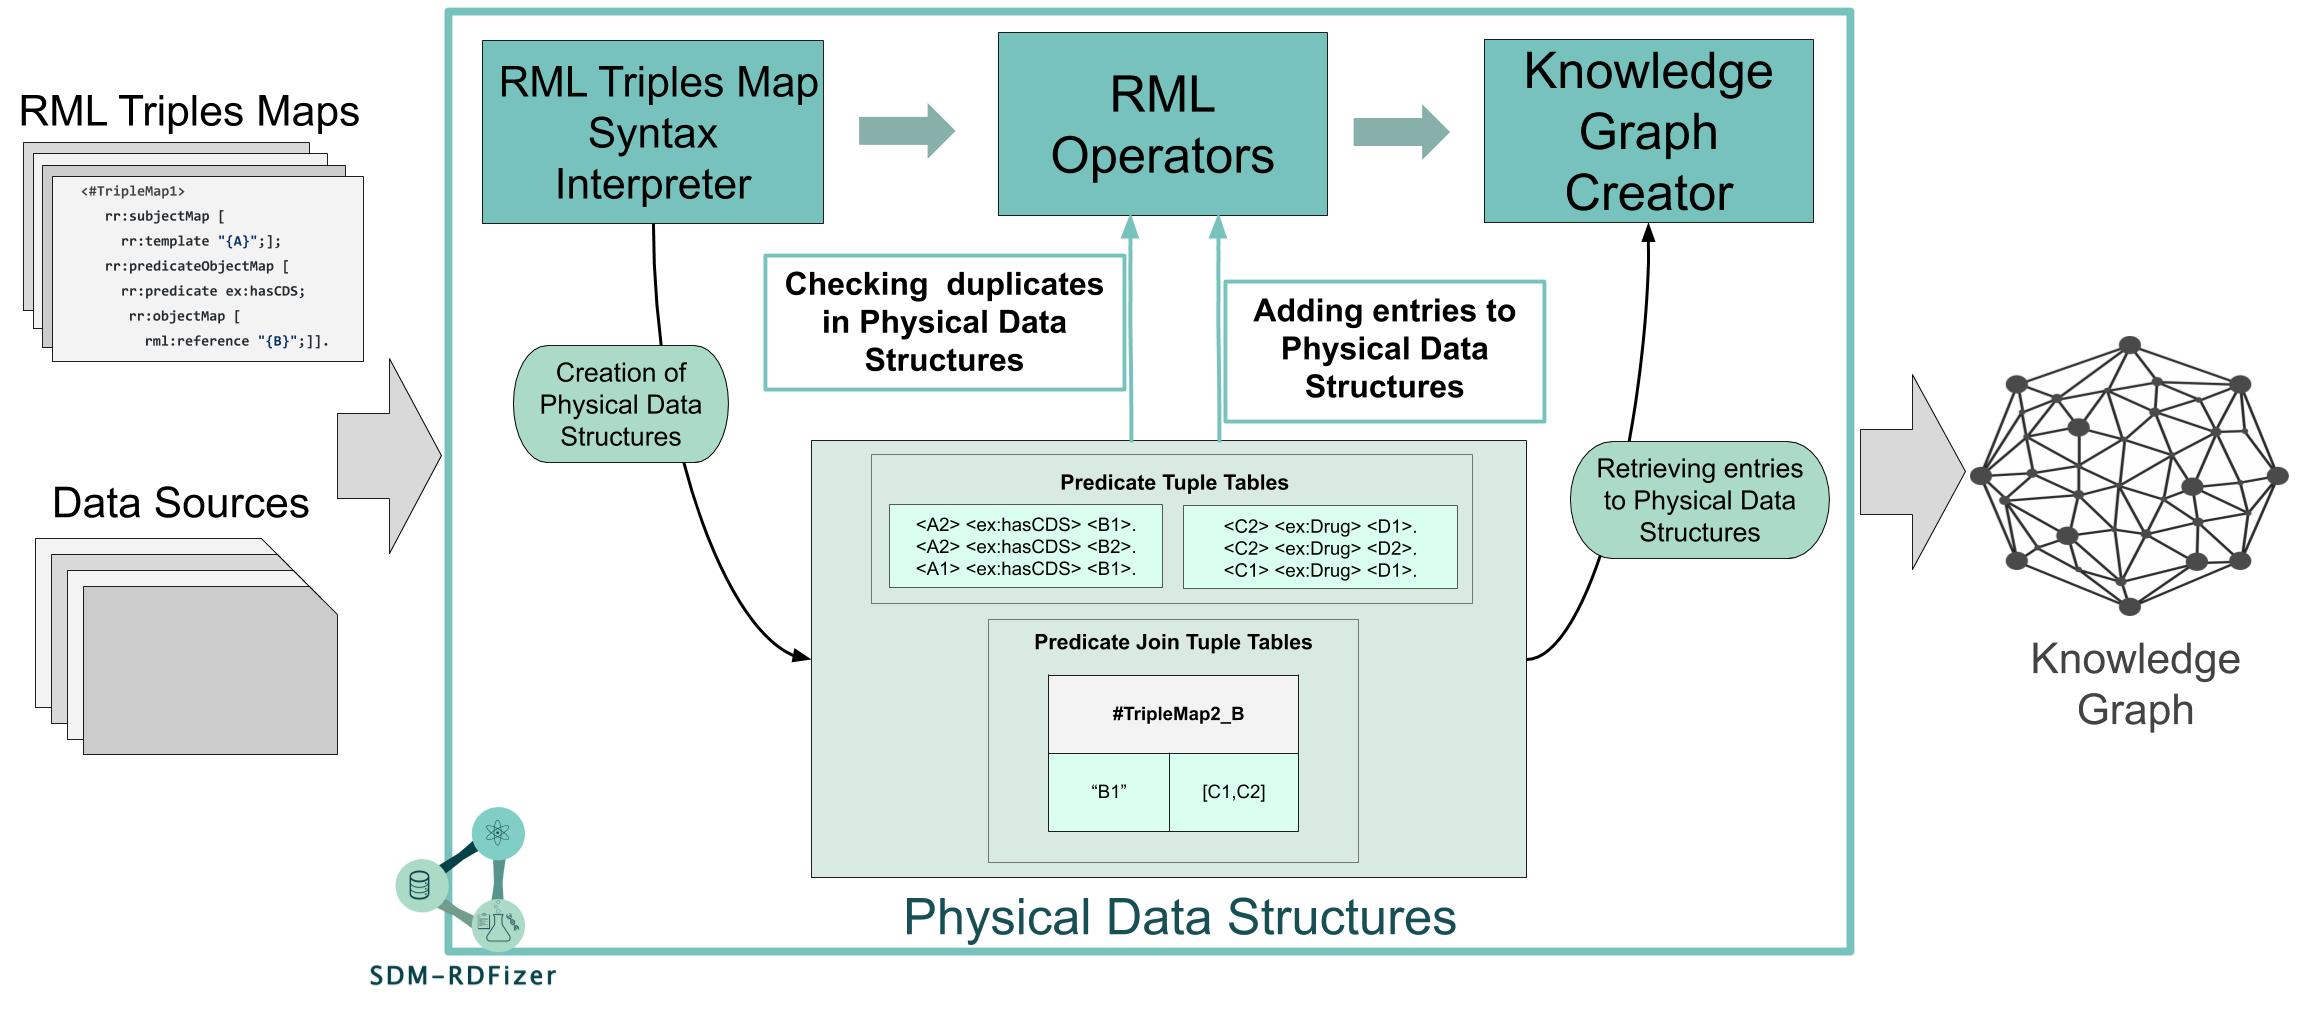 RML Triples Maps
<#TripleMap1>
rr:subjectMap [
rr:template "{A}";];
rr:predicateObjectMap [
rr:predicate ex:hasCDS;
rr:objectMap [
rml:reference "{B}";]].
Data Sources
RML Triples Map
Syntax
Interpreter
RML
Operators
Knowledge
Graph
Creator
Creation of
Physical Data
Structures
Checking  duplicates
in Physical Data
Structures
Adding entries to
Physical Data
Structures
Retrieving entries
to Physical Data
Structures
Predicate Tuple Tables
<A2> <ex:hasCDS> <B1>.
<A2> <ex:hasCDS> <B2>.
<A1> <ex:hasCDS> <B1>.
<C2> <ex:Drug> <D1>.
<C2> <ex:Drug> <D2>.
<C1> <ex:Drug> <D1>.
Predicate Join Tuple Tables
#TripleMap2_B
“B1”
[C1,C2]
Physical Data Structures
SDM-RDFizer
Knowledge
Graph